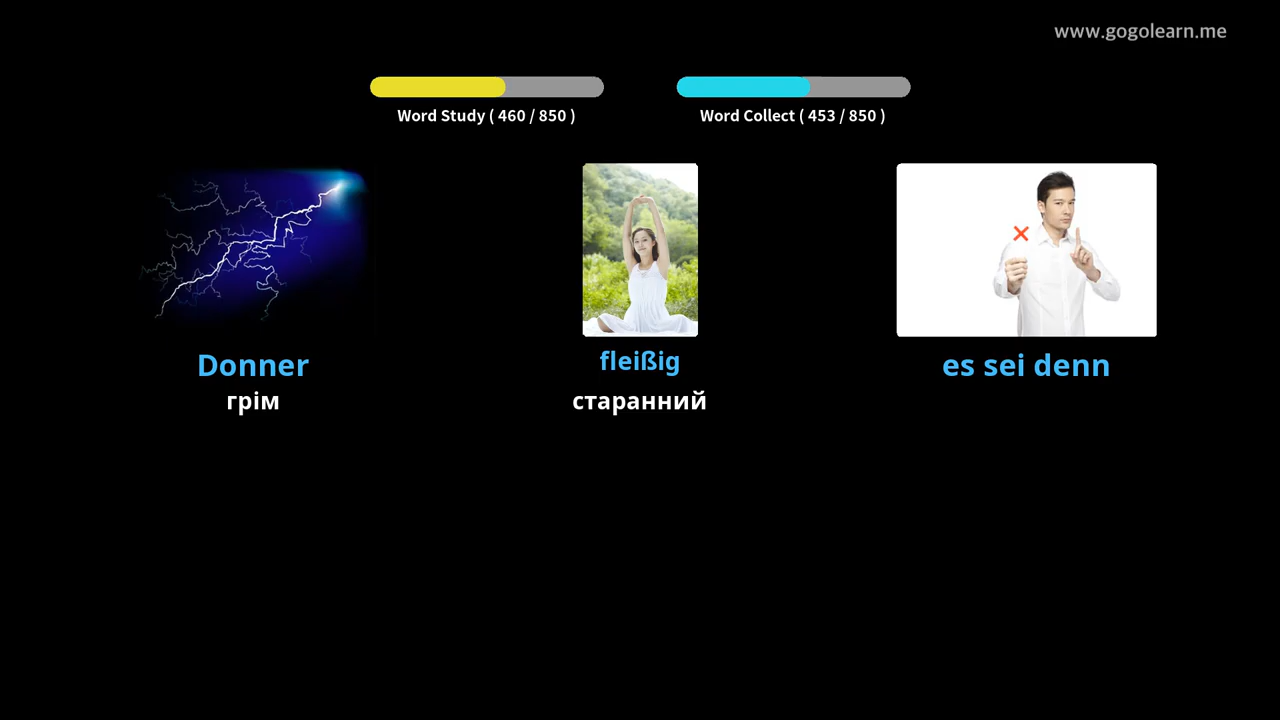 www.gogolearn.me
Word Study ( 460 / 850 )
Word Collect ( 453 / 850 )
Donner
грім
fleißig
старанний
es sei denn